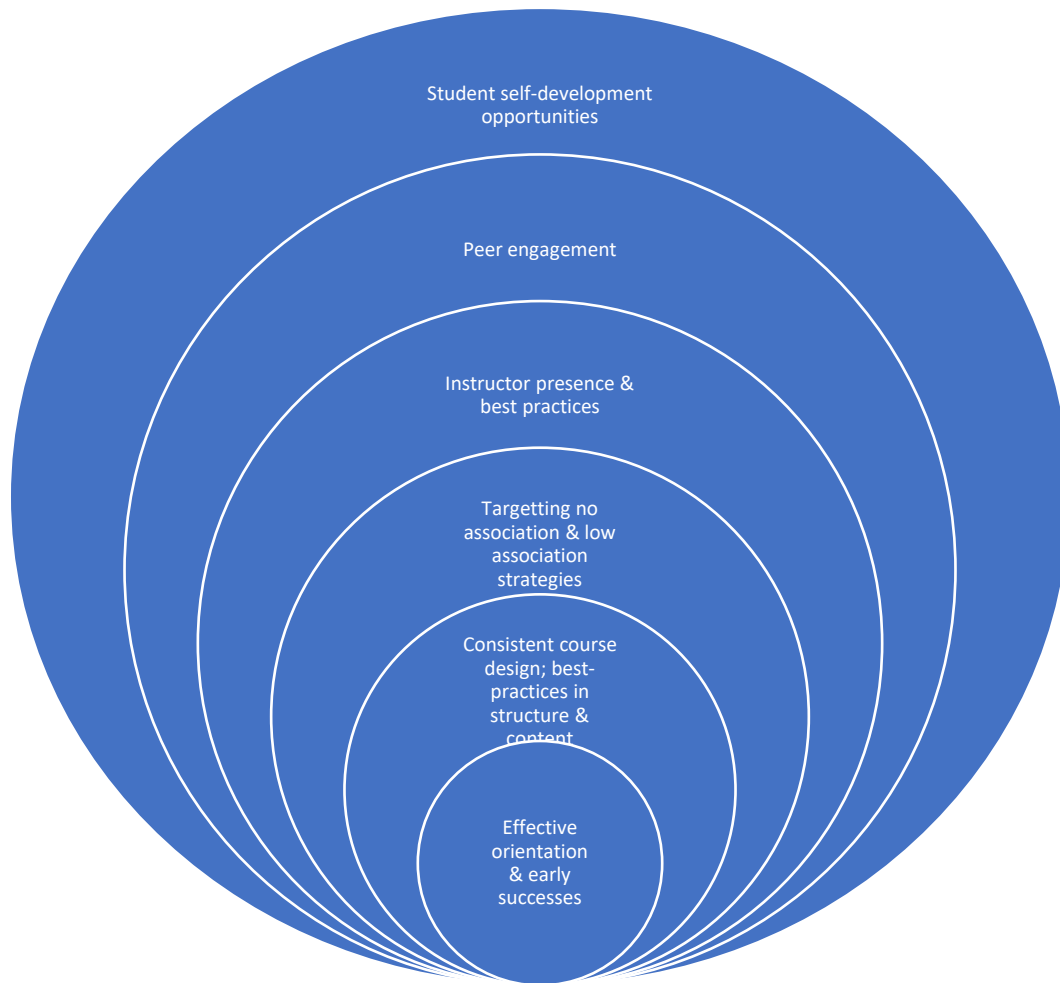 Student self-development
opportunities
Peer engagement
Instructor presence &
best practices
Targetting no
association & low
association
strategies
Consistent course
design; best-
practices in
structure &
content
Effective
orientation
& early
successes